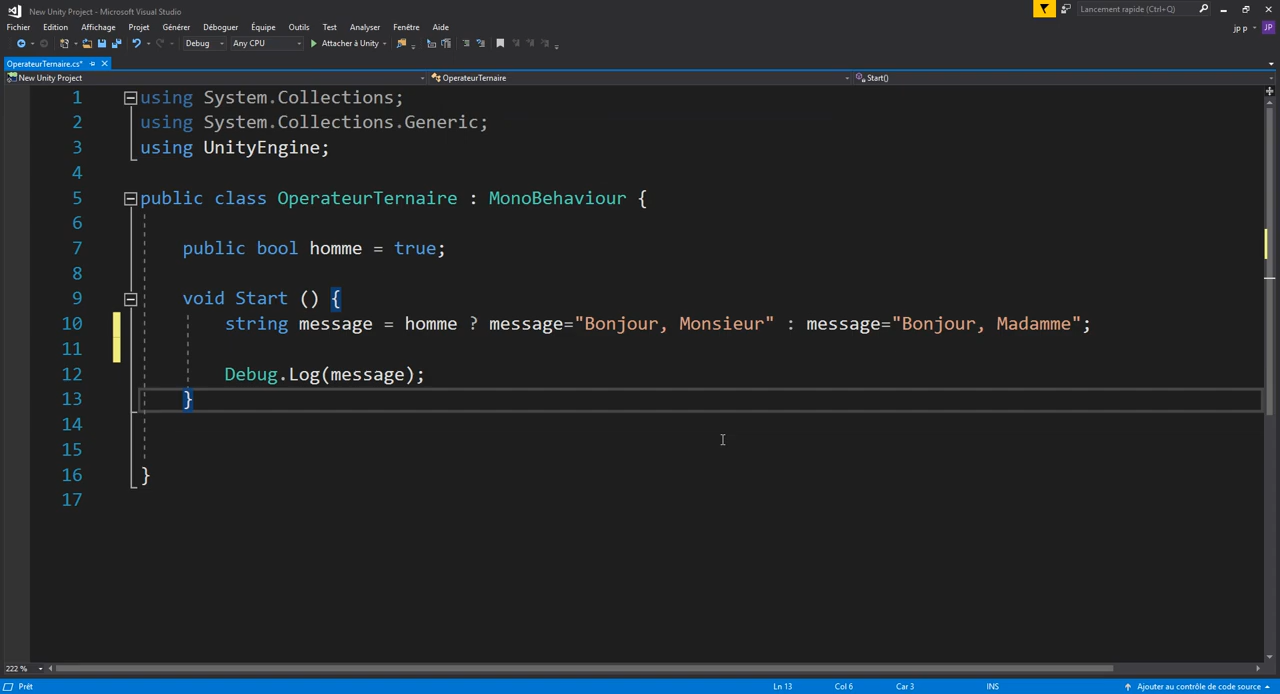 New Unity Project - Microsoft Visual Studio
Lancement rapide (Ctrl+Q)
Fichier Edition Affichage Projet Générer Déboguer Équipe Outils Test Analyser Fenêtre Aide
jp p JP
Debug Any CPU Attacher à Unity
OperateurTernaire.cs*
New Unity Project OperateurTernaire Start()
1 using System.Collections;
2 using System.Collections.Generic;
3 using UnityEngine;
4
5 public class OperateurTernaire : MonoBehaviour {
6
7 public bool homme = true;
8
9 void Start () {
10 string message = homme ? message="Bonjour, Monsieur" : message="Bonjour, Madamme";
11
12 Debug.Log(message);
13 }
14
15
16 }
17
222 %
Prêt Ln 13 Col 6 Car 3 INS Ajouter au contrôle de code source